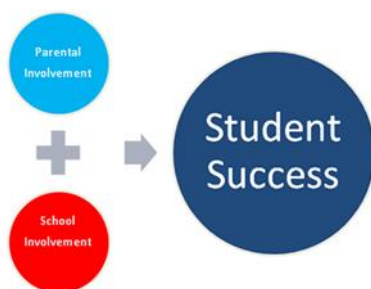 Parental
Involvement
School
Involvement
Student
Success